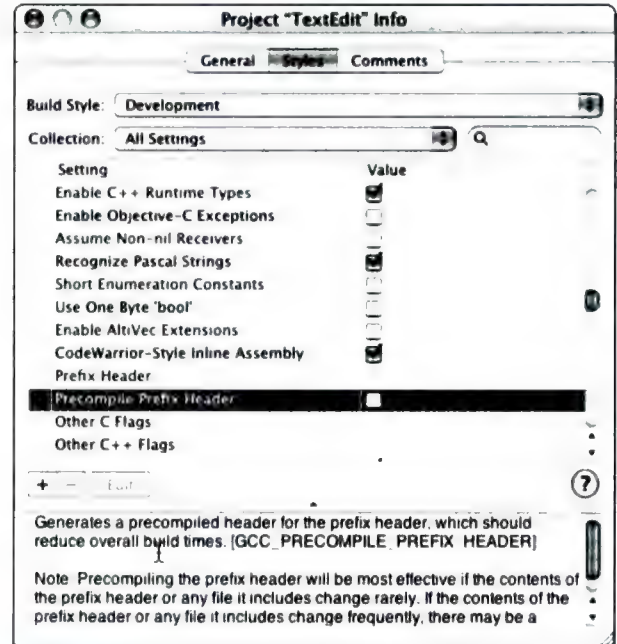 Project "TextEdit" Info
General Styles Comments
Build Style: Development
Collection: All Settings
Setting Value
Enable C++ Runtime Types
Enable Objective-C Exceptions
Assume Non-nil Receivers
Recognize Pascal Strings
Short Enumeration Constants
Use One Byte 'bool'
Enable AltiVec Extensions
CodeWarrior-Style Inline Assembly
Prefix Header
Precompile Prefix Header
Other C Flags
Other C++ Flags
+ - Edit ?
Generates a precompiled header for the prefix header, which should
reduce overall build times. [GCC_PRECOMPILE_PREFIX_HEADER]
Note Precompiling the prefix header will be most effective if the contents of
the prefix header or any file it includes change rarely. If the contents of the
prefix header or any file it includes change frequently, there may be a